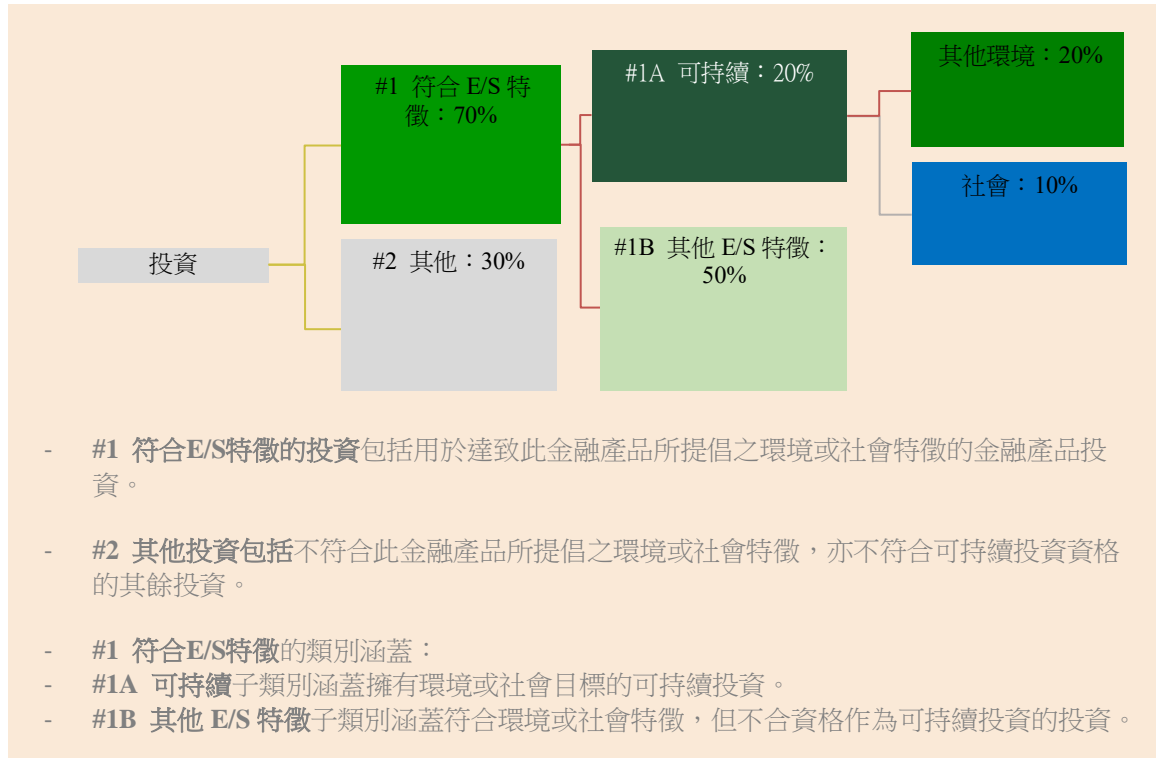 #1 符合 E/S 特
徵：70%
#1A 可持續：20%
其他環境：20%
社會：10%
投資
#2 其他：30%
#1B 其他 E/S 特徵：
50%
- #1 符合E/S特徵的投資包括用於達致此金融產品所提倡之環境或社會特徵的金融產品投
資。
- #2 其他投資包括不符合此金融產品所提倡之環境或社會特徵，亦不符合可持續投資資格
的其餘投資。
- #1 符合E/S特徵的類別涵蓋：
- #1A 可持續子類別涵蓋擁有環境或社會目標的可持續投資。
- #1B 其他 E/S 特徵子類別涵蓋符合環境或社會特徵，但不合資格作為可持續投資的投資。